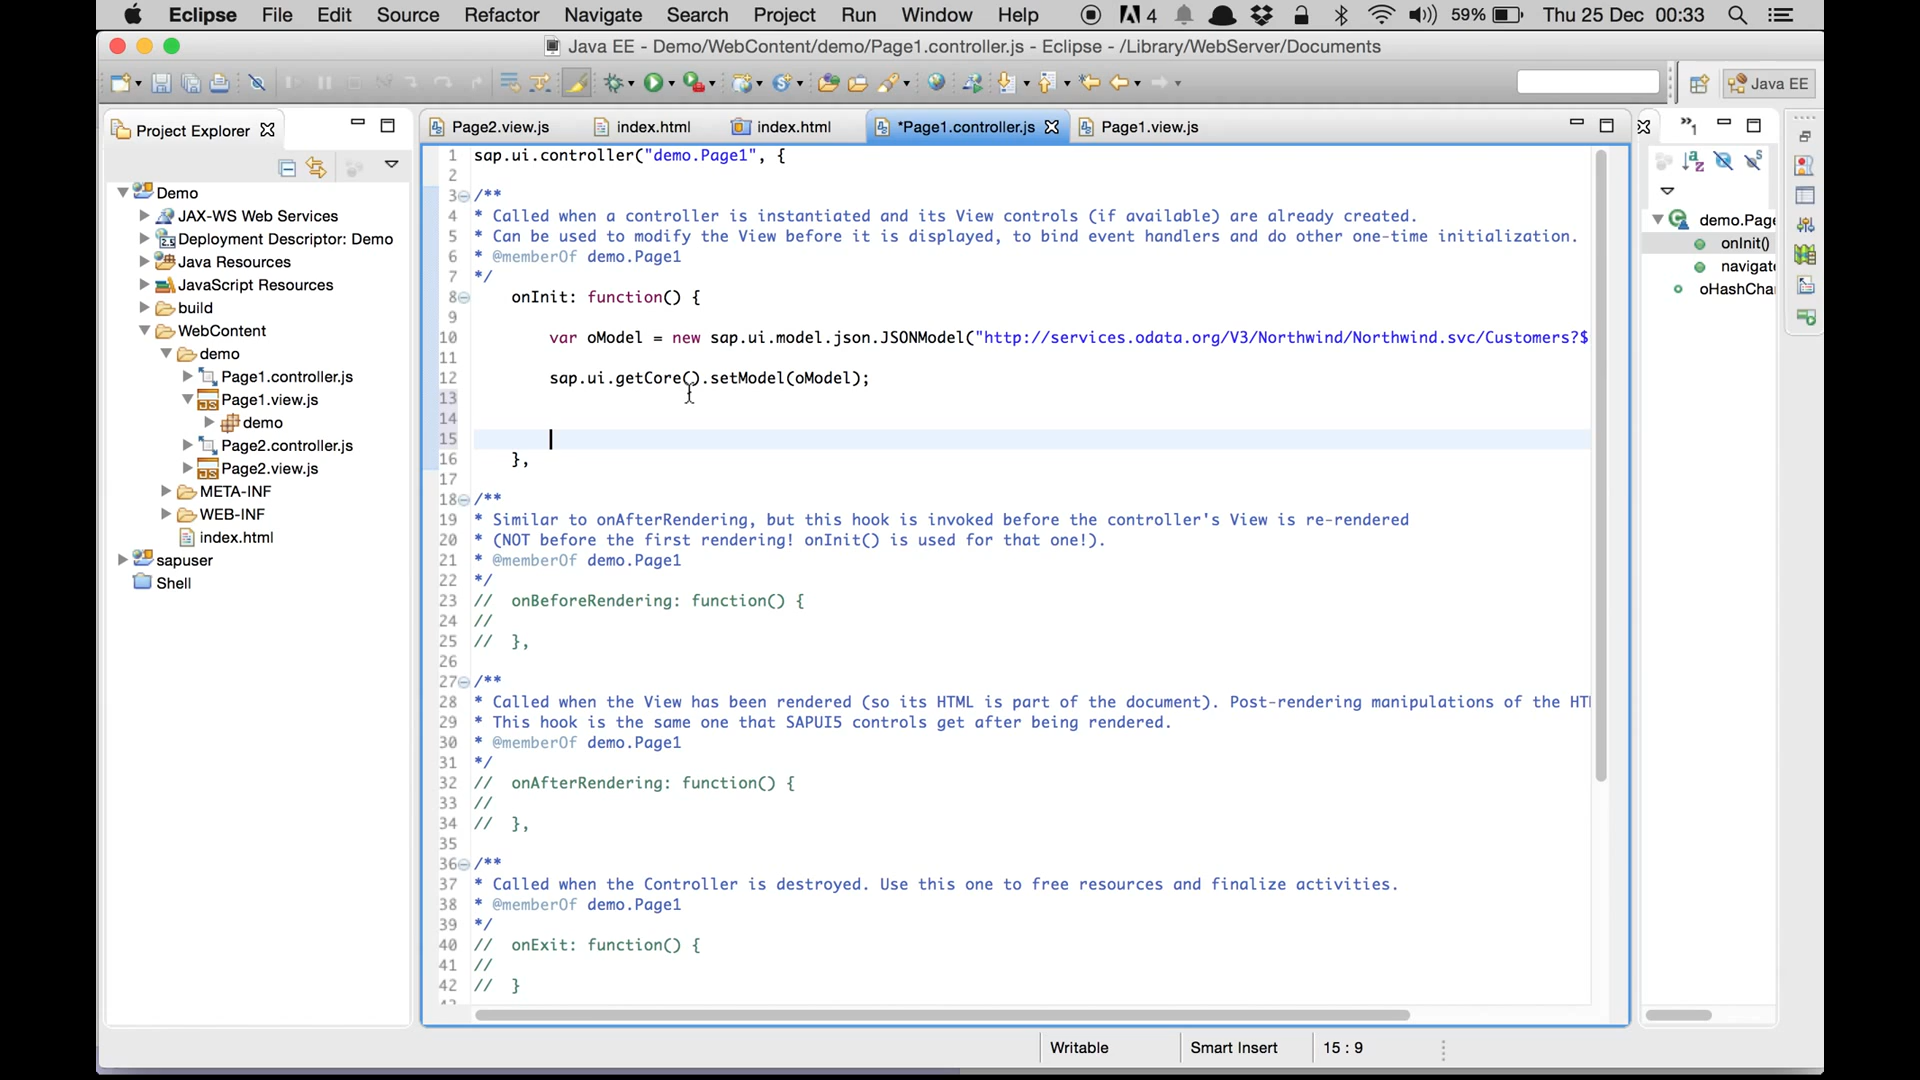 Eclipse File Edit Source Refactor Navigate Search Project Run Window Help 4 59% Thu 25 Dec 00:33
Java EE - Demo/WebContent/demo/Page1.controller.js - Eclipse - /Library/WebServer/Documents
Java EE
Project Explorer
Demo
JAX-WS Web Services
Deployment Descriptor: Demo
Java Resources
JavaScript Resources
build
WebContent
demo
Page1.controller.js
Page1.view.js
demo
Page2.controller.js
Page2.view.js
META-INF
WEB-INF
index.html
sapuser
Shell
Page2.view.js index.html index.html *Page1.controller.js Page1.view.js
1 sap.ui.controller("demo.Page1", {
2
3 /**
4 * Called when a controller is instantiated and its View controls (if available) are already created.
5 * Can be used to modify the View before it is displayed, to bind event handlers and do other one-time initialization.
6 * @memberOf demo.Page1
7 */
8 onInit: function() {
9
10 var oModel = new sap.ui.model.json.JSONModel("http://services.odata.org/V3/Northwind/Northwind.svc/Customers?$
11
12 sap.ui.getCore().setModel(oModel);
13
14
15
16 },
17
18 /**
19 * Similar to onAfterRendering, but this hook is invoked before the controller's View is re-rendered
20 * (NOT before the first rendering! onInit() is used for that one!).
21 * @memberOf demo.Page1
22 */
23 // onBeforeRendering: function() {
24 //
25 // },
26
27 /**
28 * Called when the View has been rendered (so its HTML is part of the document). Post-rendering manipulations of the HT
29 * This hook is the same one that SAPUI5 controls get after being rendered.
30 * @memberOf demo.Page1
31 */
32 // onAfterRendering: function() {
33 //
34 // },
35
36 /**
37 * Called when the Controller is destroyed. Use this one to free resources and finalize activities.
38 * @memberOf demo.Page1
39 */
40 // onExit: function() {
41 //
42 // }
demo.Page
onInit()
navigate
oHashCha
Writable Smart Insert 15 : 9